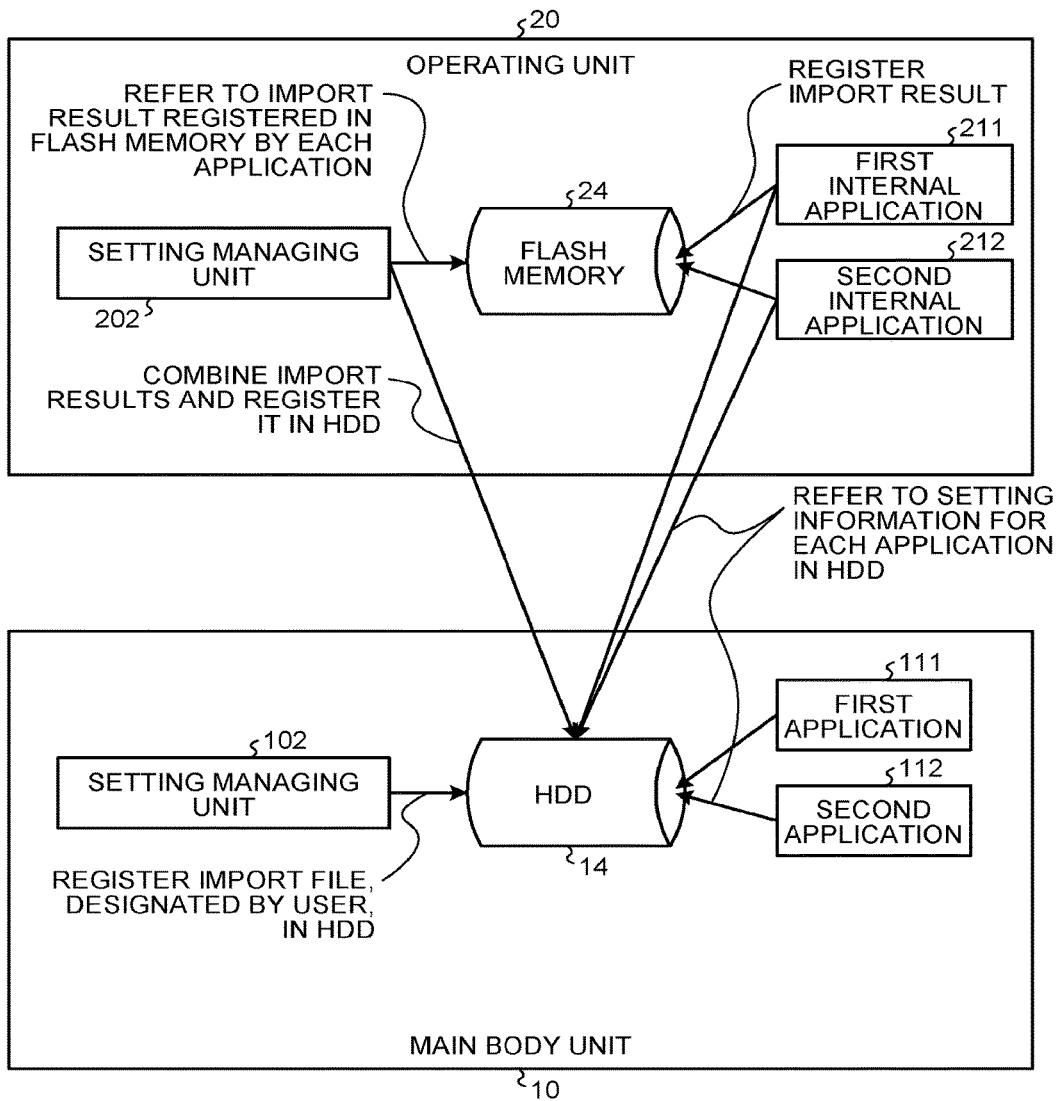 20
OPERATING UNIT
REFER TO IMPORT
RESULT REGISTERED IN
FLASH MEMORY BY EACH
APPLICATION
REGISTER
IMPORT RESULT
211
FIRST
INTERNAL
APPLICATION
24
FLASH
MEMORY
SETTING MANAGING
UNIT
202
212
SECOND
INTERNAL
APPLICATION
COMBINE IMPORT
RESULTS AND REGISTER
IT IN HDD
REFER TO SETTING
INFORMATION FOR
EACH APPLICATION
IN HDD
111
FIRST
APPLICATION
102
SETTING MANAGING
UNIT
HDD
14
112
SECOND
APPLICATION
REGISTER IMPORT FILE,
DESIGNATED BY USER,
IN HDD
MAIN BODY UNIT
10